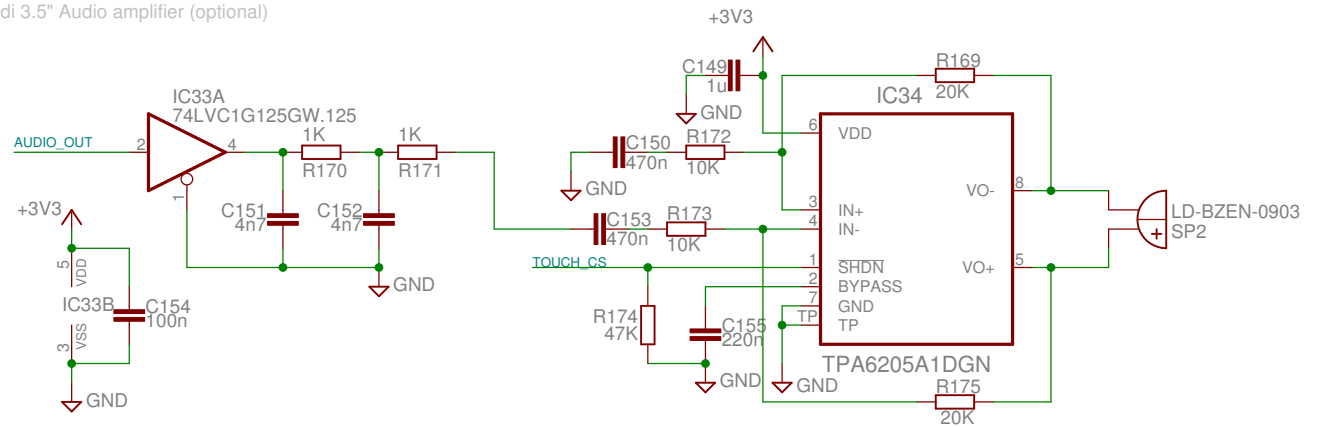 di 3.5" Audio amplifier (optional)
+3V3
C149
1u
GND
R169
20K
IC33A
74LVC1G125GW.125
IC34
AUDIO_OUT
2
4
1
1K
R170
1K
R171
C150
470n
R172
10K
GND
6
VDD
3
IN+
4
IN-
1
SHDN
2
BYPASS
7
GND
TP
TP
VO-
8
VO+
5
LD-BZEN-0903
SP2
C151
4n7
C152
4n7
GND
C153
470n
R173
10K
TOUCH_CS
+3V3
5
VDD
IC33B
3
VSS
C154
100n
GND
R174
47K
C155
220n
GND
GND
TPA6205A1DGN
R175
20K